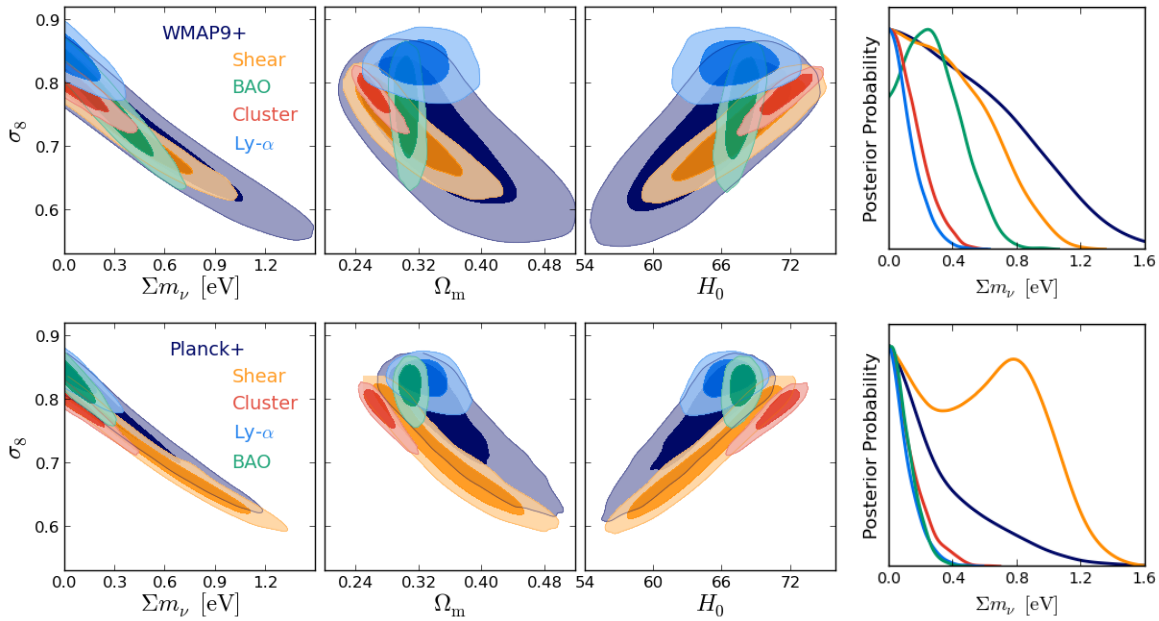 0.9
0.8
0.7
0.6
σ₈
WMAP9+
Shear
BAO
Cluster
Ly-α
0.0 0.3 0.6 0.9 1.2
Σmν [eV]
0.24 0.32 0.40 0.48
Ωm
54 60 66 72
H₀
Posterior Probability
0.0 0.4 0.8 1.2 1.6
Σmν [eV]
0.9
0.8
0.7
0.6
σ₈
Planck+
Shear
Cluster
Ly-α
BAO
0.0 0.3 0.6 0.9 1.2
Σmν [eV]
0.24 0.32 0.40 0.48
Ωm
54 60 66 72
H₀
Posterior Probability
0.0 0.4 0.8 1.2 1.6
Σmν [eV]